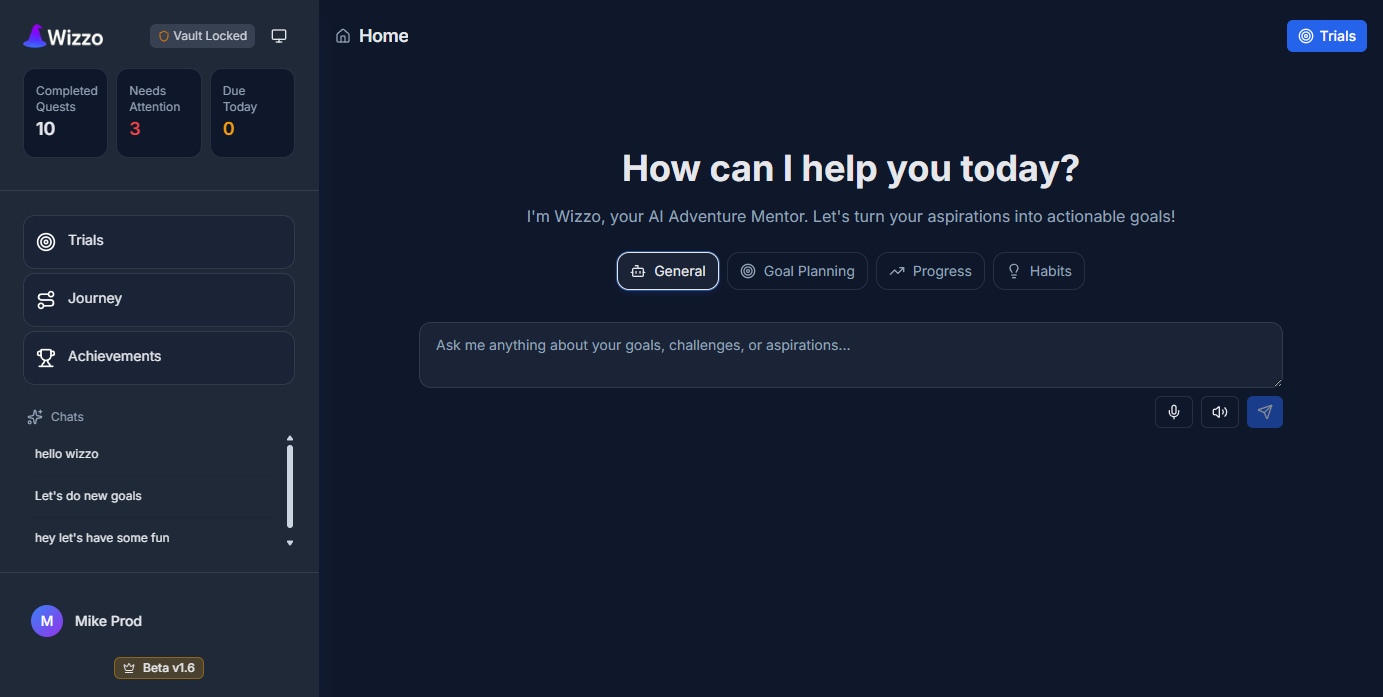 Wizzo
Vault Locked
Completed
Quests
10
Needs
Attention
3
Due
Today
0
Trials
Journey
Achievements
Chats
hello wizzo
Let's do new goals
hey let's have some fun
M
Mike Prod
Beta v1.6
Home
Trials
How can I help you today?
I'm Wizzo, your AI Adventure Mentor. Let's turn your aspirations into actionable goals!
General
Goal Planning
Progress
Habits
Ask me anything about your goals, challenges, or aspirations...